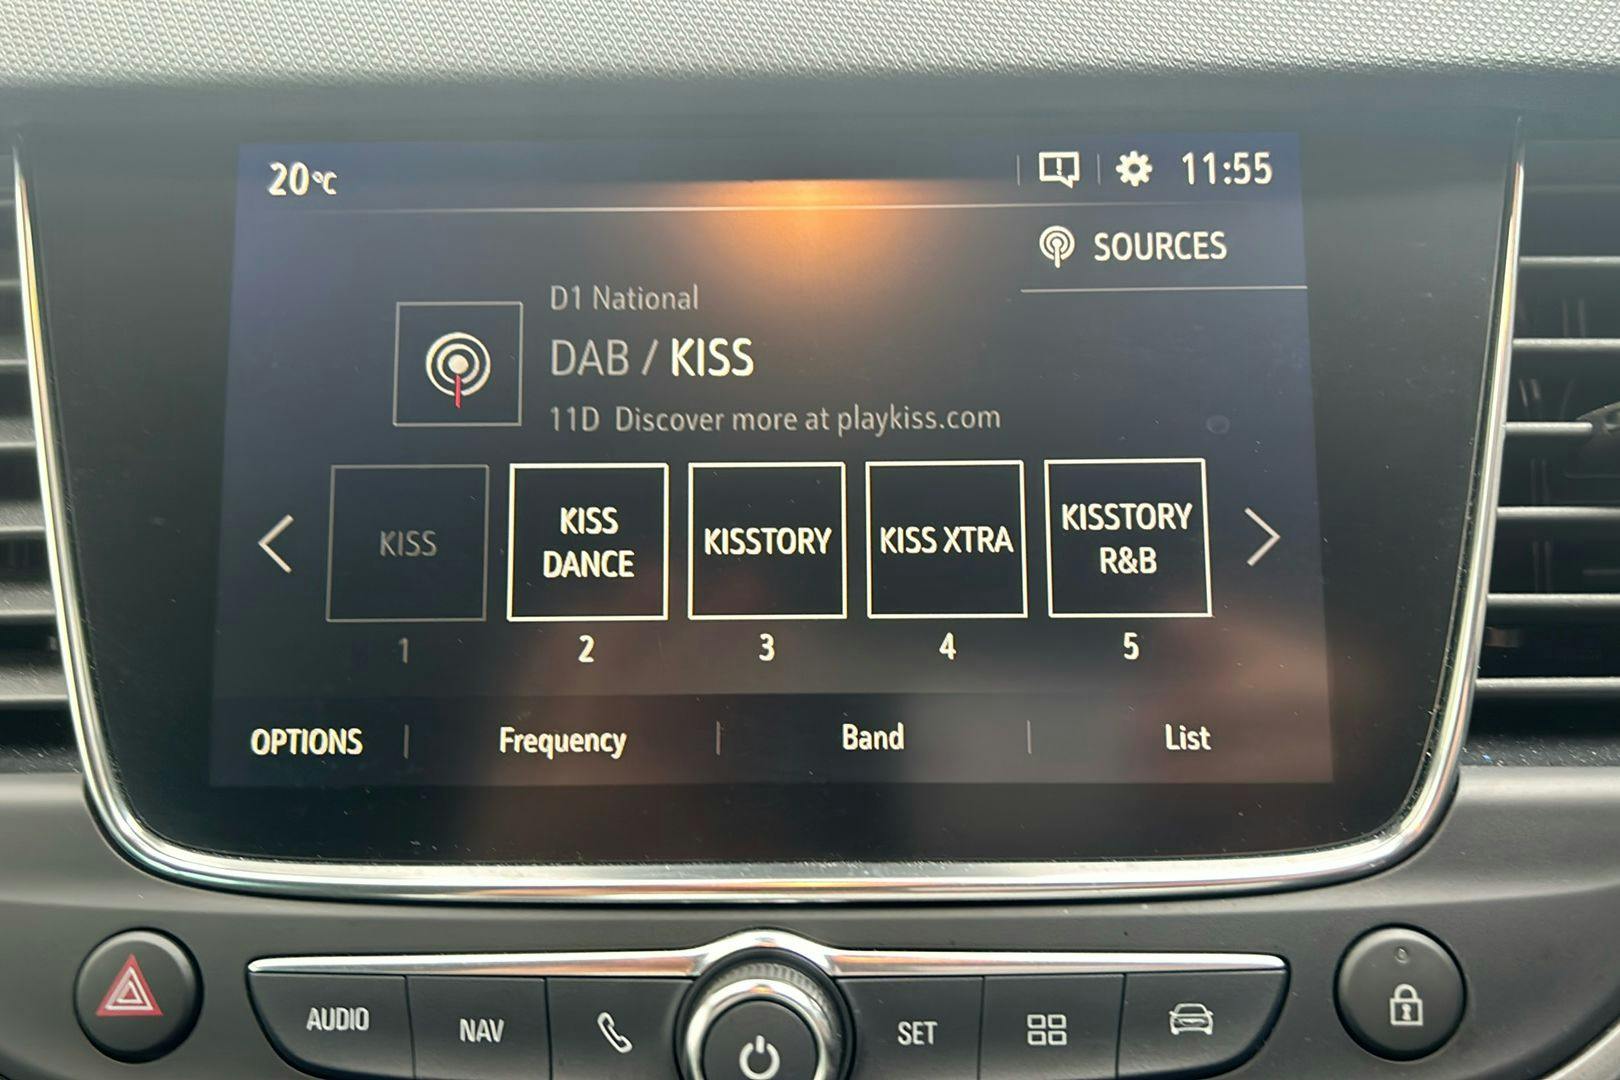 20°C
11:55
SOURCES
D1 National
DAB / KISS
11D Discover more at playkiss.com
KISS
KISS
DANCE
KISSTORY
KISS XTRA
KISSTORY
R&B
1
2
3
4
5
OPTIONS
Frequency
Band
List
AUDIO
NAV
SET